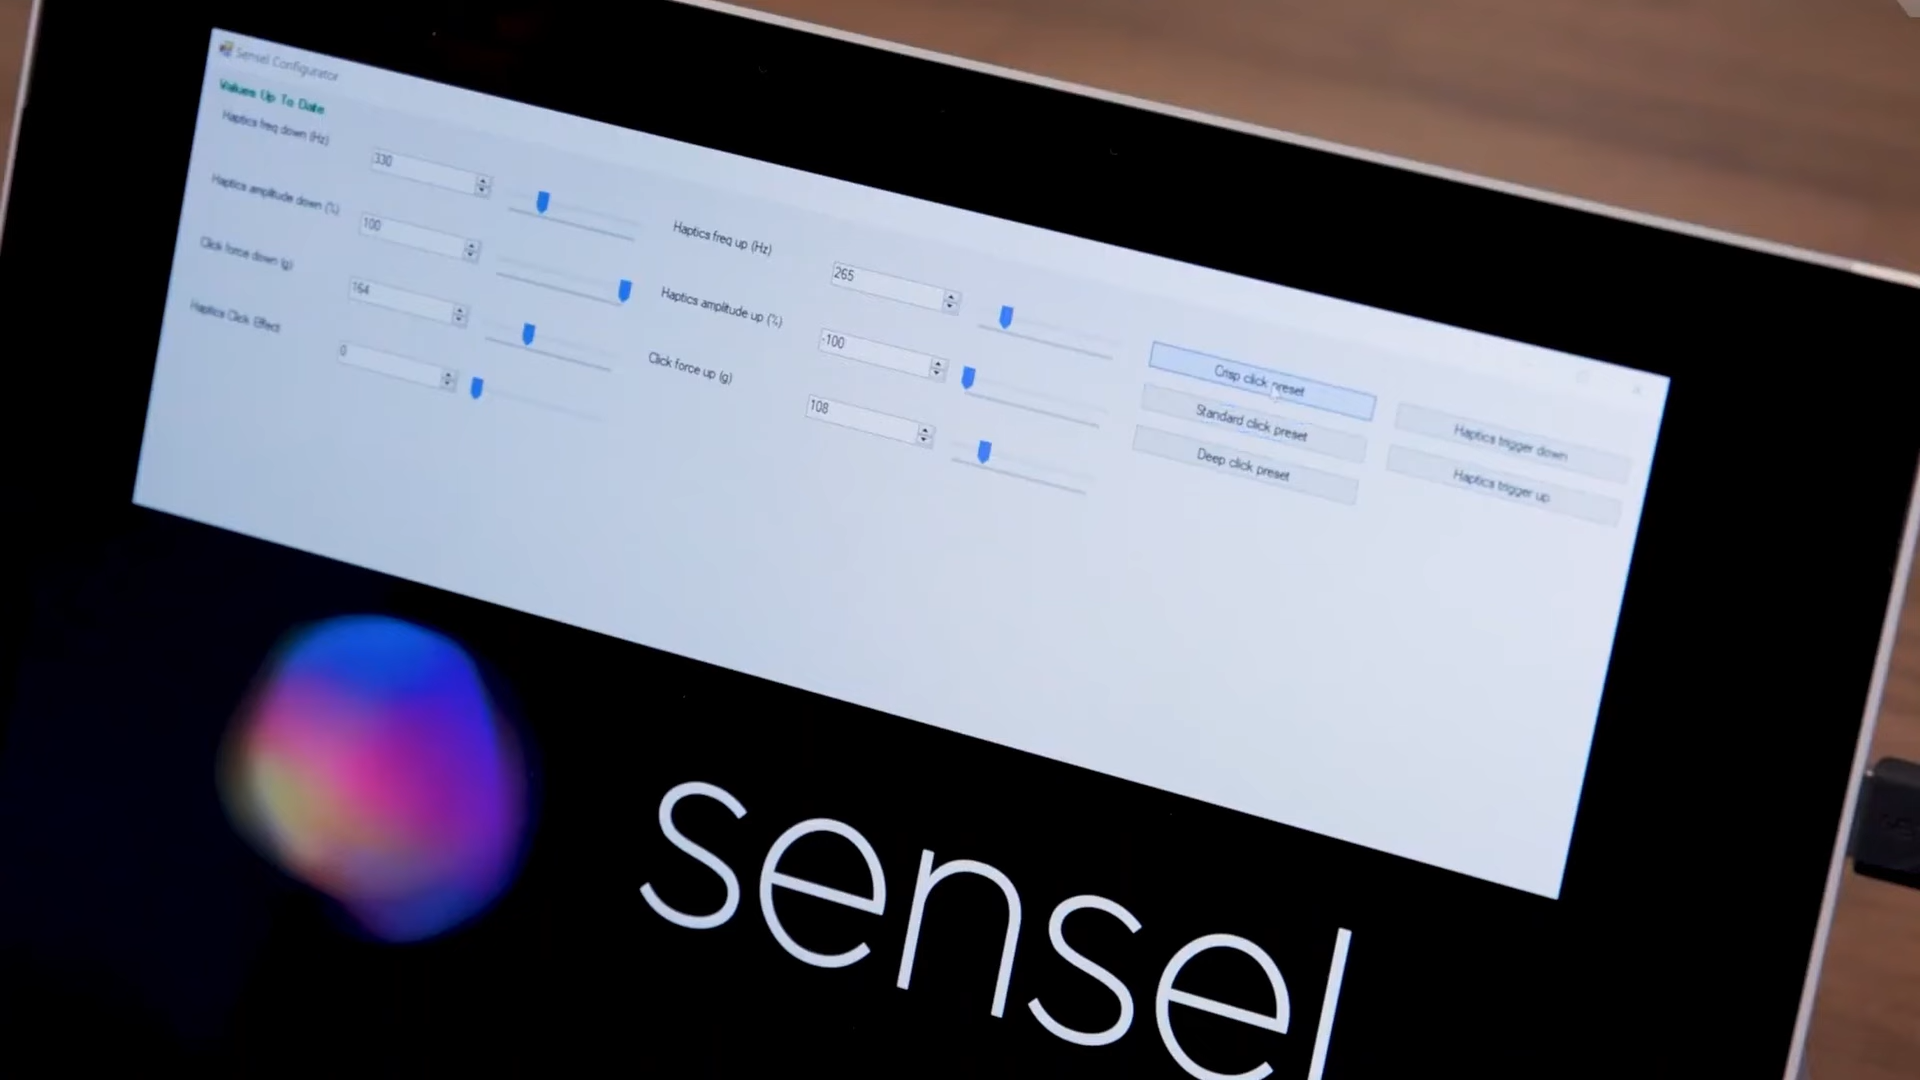 Sensel Configurator
Values Up To Date
Haptics freq down (Hz)
330
Haptics amplitude down (%)
100
Click force down (g)
164
Haptics Click Effect
0
Haptics freq up (Hz)
265
Haptics amplitude up (%)
-100
Click force up (g)
108
Crisp click preset
Standard click preset
Deep click preset
Haptics trigger down
Haptics trigger up
sensel